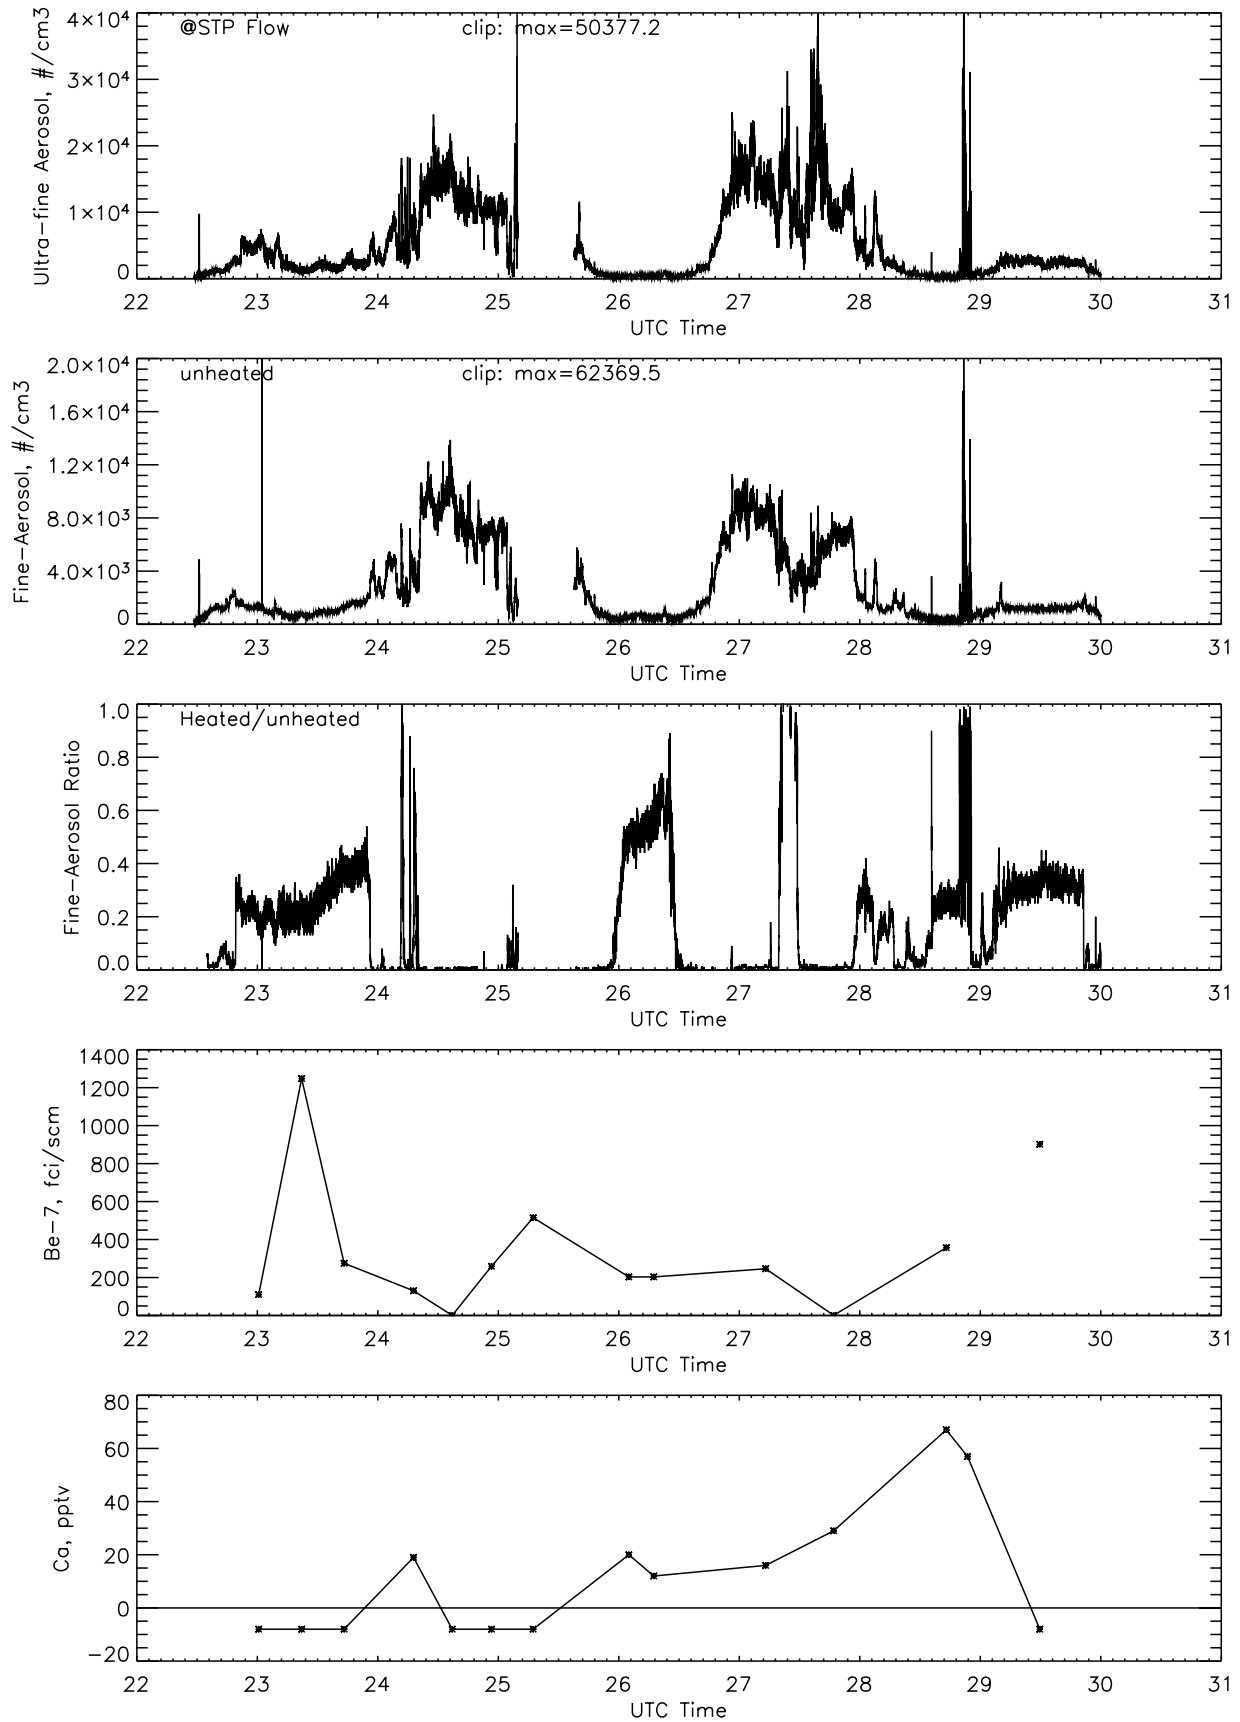 @STP Flow clip: max=50377.2
Ultra-fine Aerosol, #/cm3
4×10⁴
3×10⁴
2×10⁴
1×10⁴
0
22 23 24 25 26 27 28 29 30 31
UTC Time
unheated clip: max=62369.5
Fine-Aerosol, #/cm3
2.0×10⁴
1.6×10⁴
1.2×10⁴
8.0×10³
4.0×10³
0
22 23 24 25 26 27 28 29 30 31
UTC Time
Heated/unheated
Fine-Aerosol Ratio
1.0
0.8
0.6
0.4
0.2
0.0
22 23 24 25 26 27 28 29 30 31
UTC Time
Be-7, fci/scm
1400
1200
1000
800
600
400
200
0
22 23 24 25 26 27 28 29 30 31
UTC Time
Ca, pptv
80
60
40
20
0
-20
22 23 24 25 26 27 28 29 30 31
UTC Time